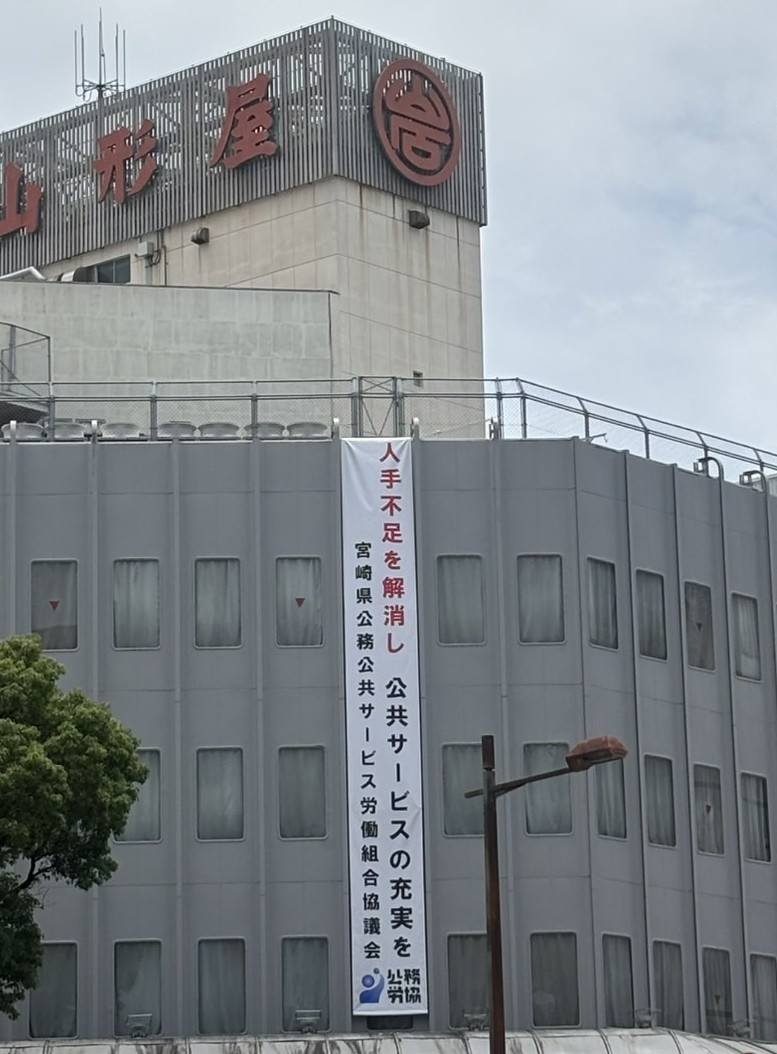 山形屋
岩
人手不足を解消し 公共サービスの充実を
宮崎県公務公共サービス労働組合協議会
公務
労協